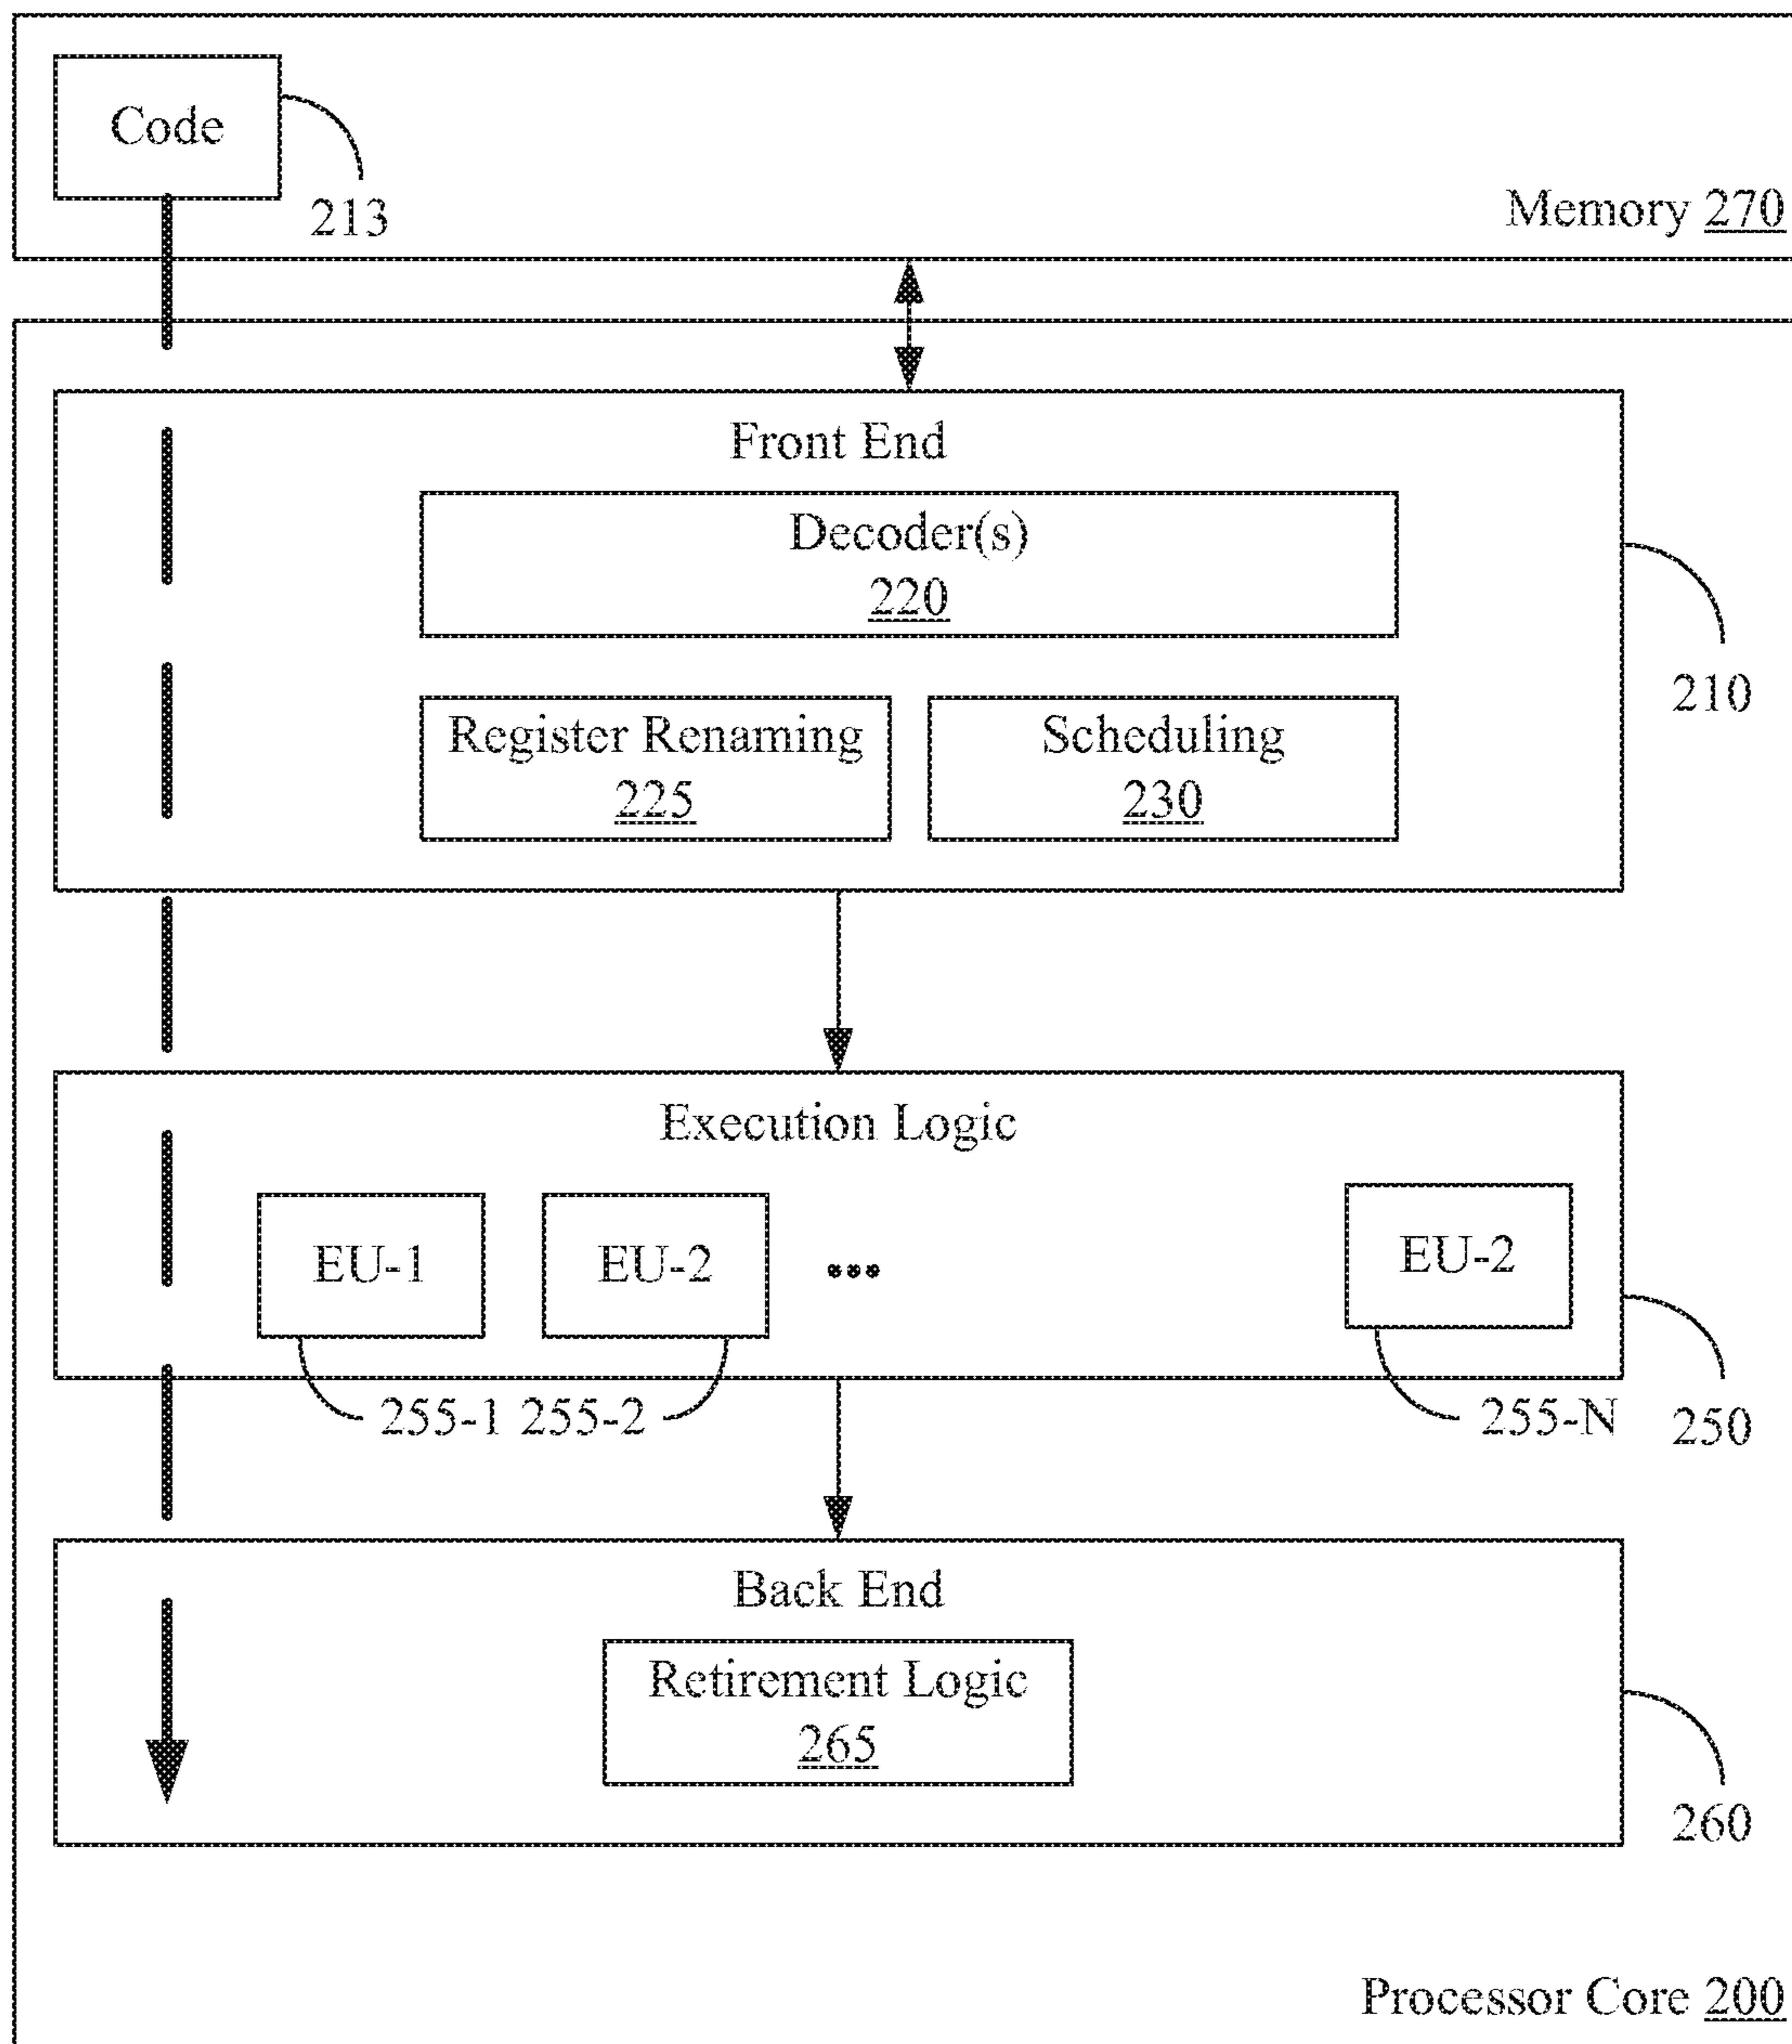 Code
213
Memory 270
Front End
Decoder(s)
220
210
Register Renaming
225
Scheduling
230
Execution Logic
EU-1
EU-2
•••
EU-2
255-1 255-2
255-N
250
Back End
Retirement Logic
265
260
Processor Core 200